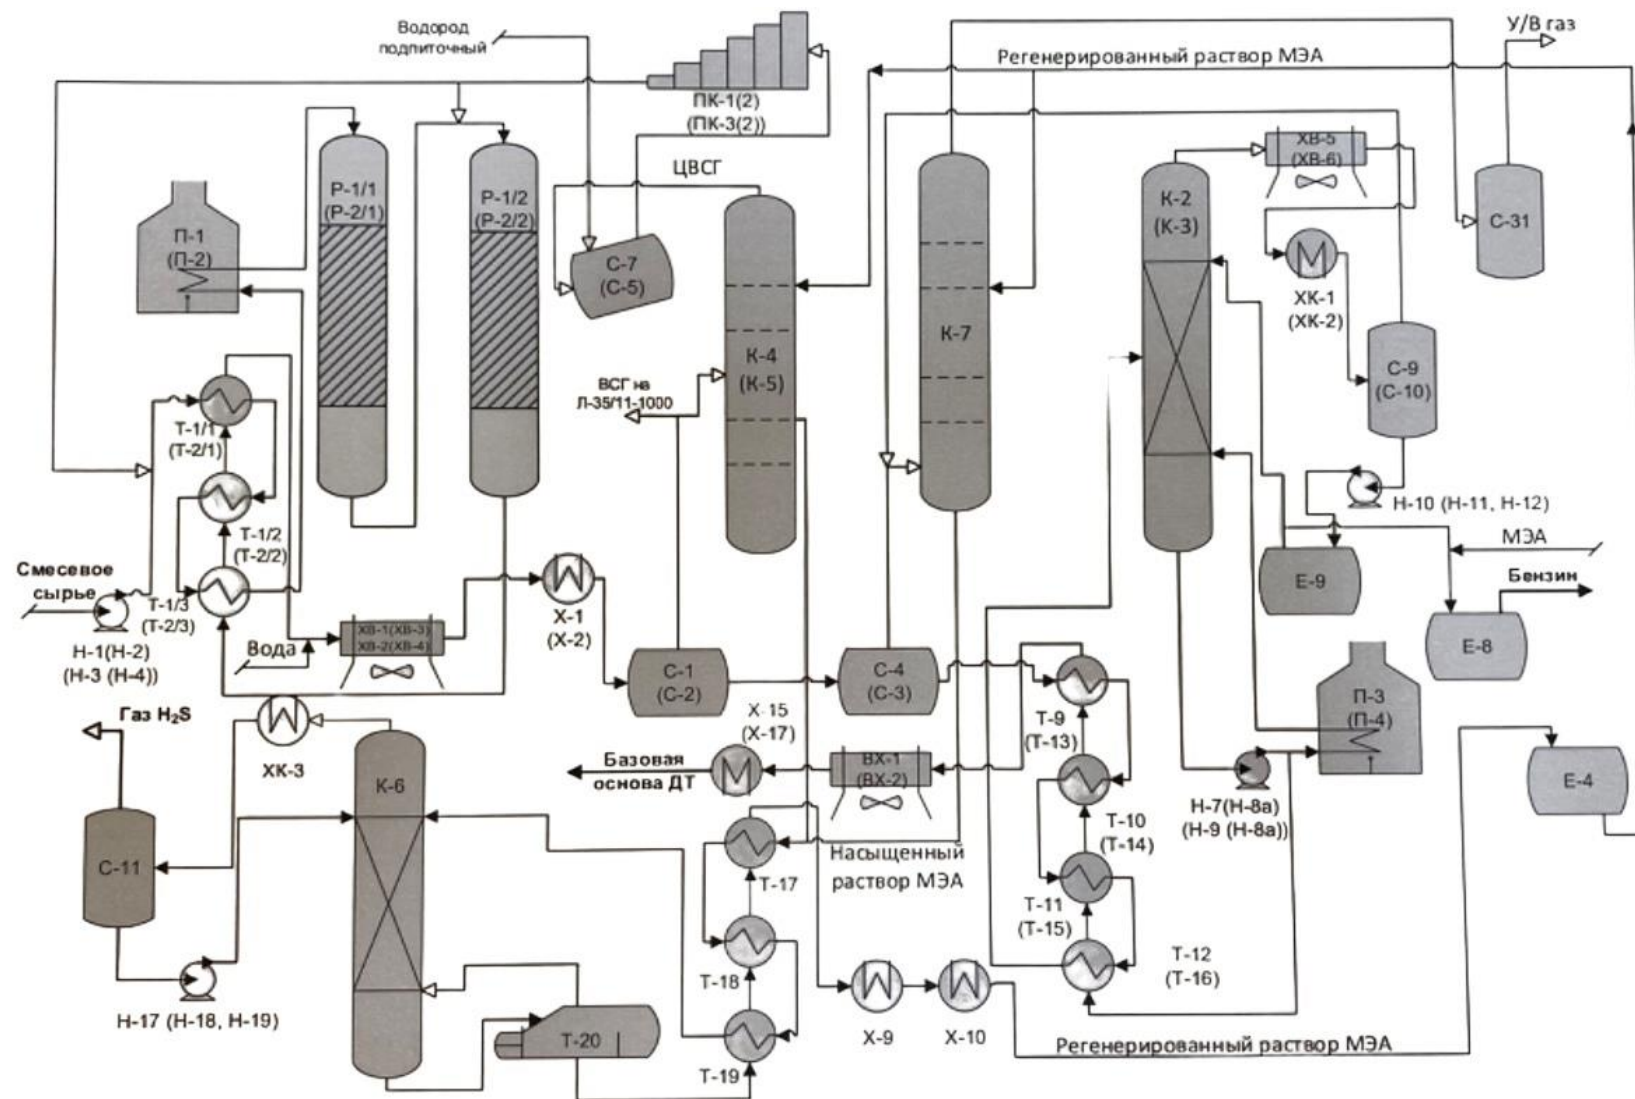 Водород
подпиточный
У/В газ
Регенерированный раствор МЭА
ПК-1(2)
(ПК-3(2))
ЦВСГ
ХВ-5
(ХВ-6)
Р-1/1
(Р-2/1)
Р-1/2
(Р-2/2)
К-2
(К-3)
С-31
П-1
(П-2)
С-7
(С-5)
ХК-1
(ХК-2)
К-4
(К-5)
К-7
С-9
(С-10)
ВСГ на
Л-35/11-1000
Т-1/1
(Т-2/1)
Н-10 (Н-11, Н-12)
Т-1/2
(Т-2/2)
МЭА
Смесевое
сырье
Е-9
Бензин
Т-1/3
(Т-2/3)
Х-1
(Х-2)
ХВ-1(ХВ-3)
ХВ-2(ХВ-4)
Вода
Н-1(Н-2)
(Н-3 (Н-4))
С-1
(С-2)
С-4
(С-3)
Е-8
Газ H₂S
Х-15
(Х-17)
Т-9
(Т-13)
П-3
(П-4)
ХК-3
Базовая
основа ДТ
ВХ-1
(ВХ-2)
К-6
Е-4
Н-7(Н-8а)
(Н-9 (Н-8а))
Т-10
(Т-14)
С-11
Насыщенный
раствор МЭА
Т-17
Т-11
(Т-15)
Т-18
Т-12
(Т-16)
Н-17 (Н-18, Н-19)
Т-20
Х-9
Х-10
Регенерированный раствор МЭА
Т-19